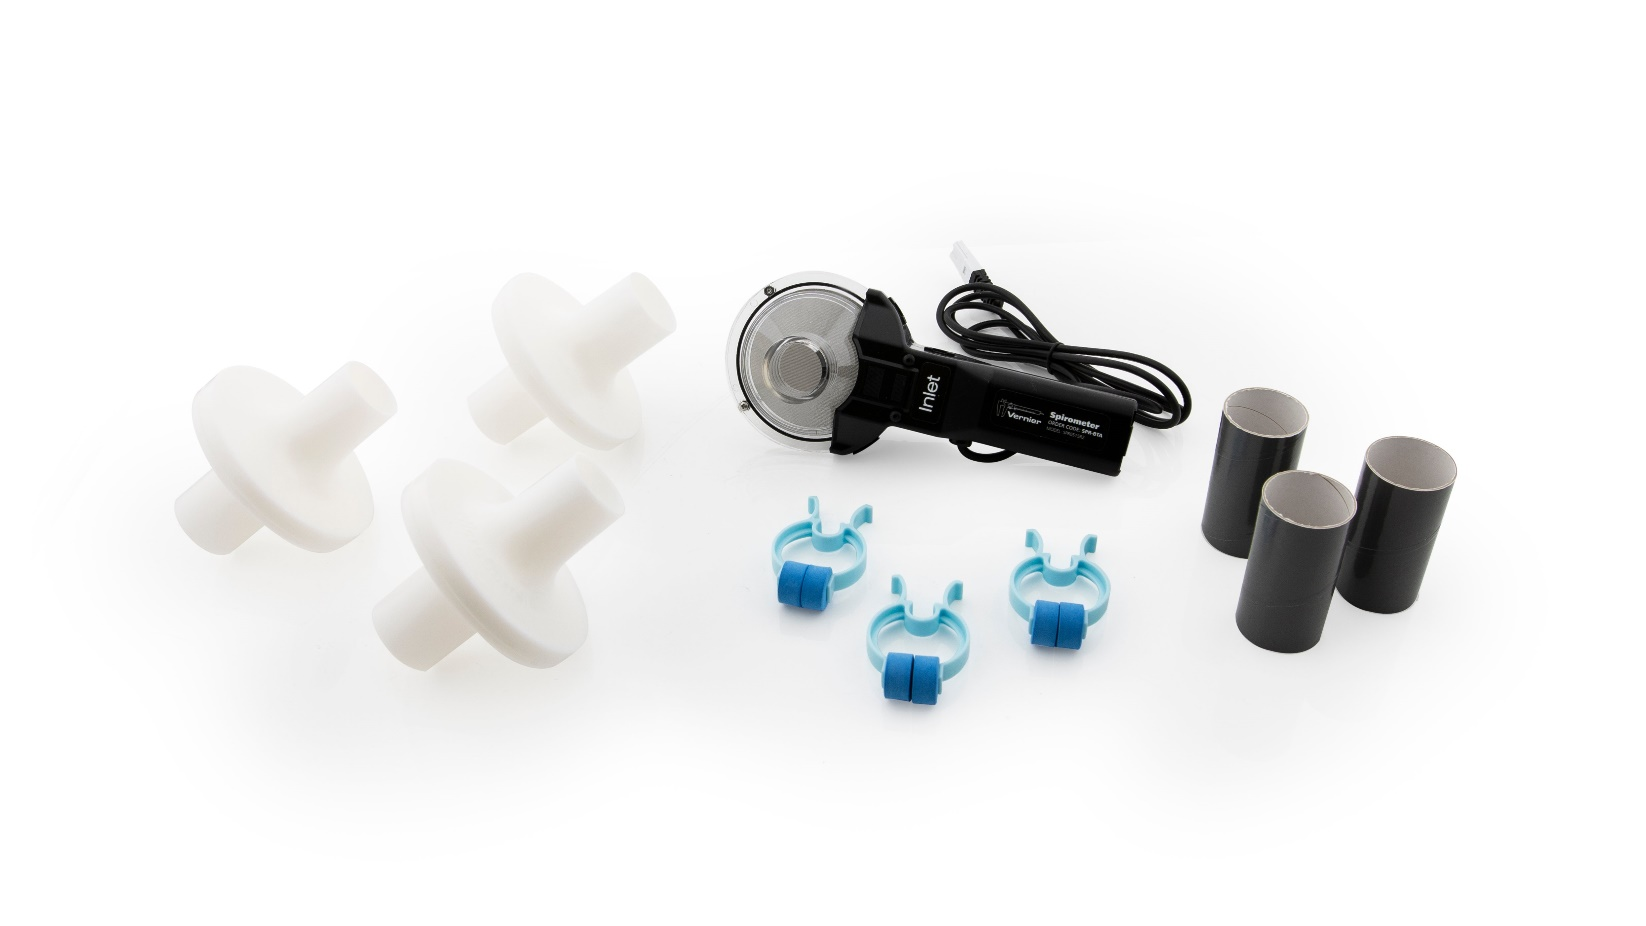 Inlet
Vernier
Spirometer
ORDER CODE: SPR-BTA